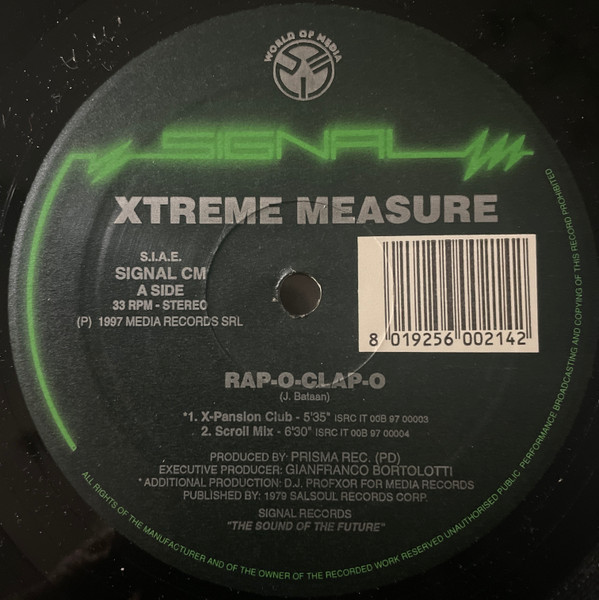 WORLD OF MEDIA
SIGNAL
XTREME MEASURE
S.I.A.E.
SIGNAL CM
A SIDE
33 RPM - STEREO
(P) 1997 MEDIA RECORDS SRL
8 019256 002142
RAP-O-CLAP-O
(J. Bataan)
*1. X-Pansion Club - 5'35" ISRC IT 00B 97 00003
2. Scroll Mix - 6'30" ISRC IT 00B 97 00004
PRODUCED BY: PRISMA REC. (PD)
EXECUTIVE PRODUCER: GIANFRANCO BORTOLOTTI
* ADDITIONAL PRODUCTION: D.J. PROFXOR FOR MEDIA RECORDS
PUBLISHED BY: 1979 SALSOUL RECORDS CORP.
SIGNAL RECORDS
"THE SOUND OF THE FUTURE"
ALL RIGHTS OF THE MANUFACTURER AND OF THE OWNER OF THE RECORDED WORK RESERVED UNAUTHORISED PUBLIC PERFORMANCE BROADCASTING AND COPYING OF THIS RECORD PROHIBITED